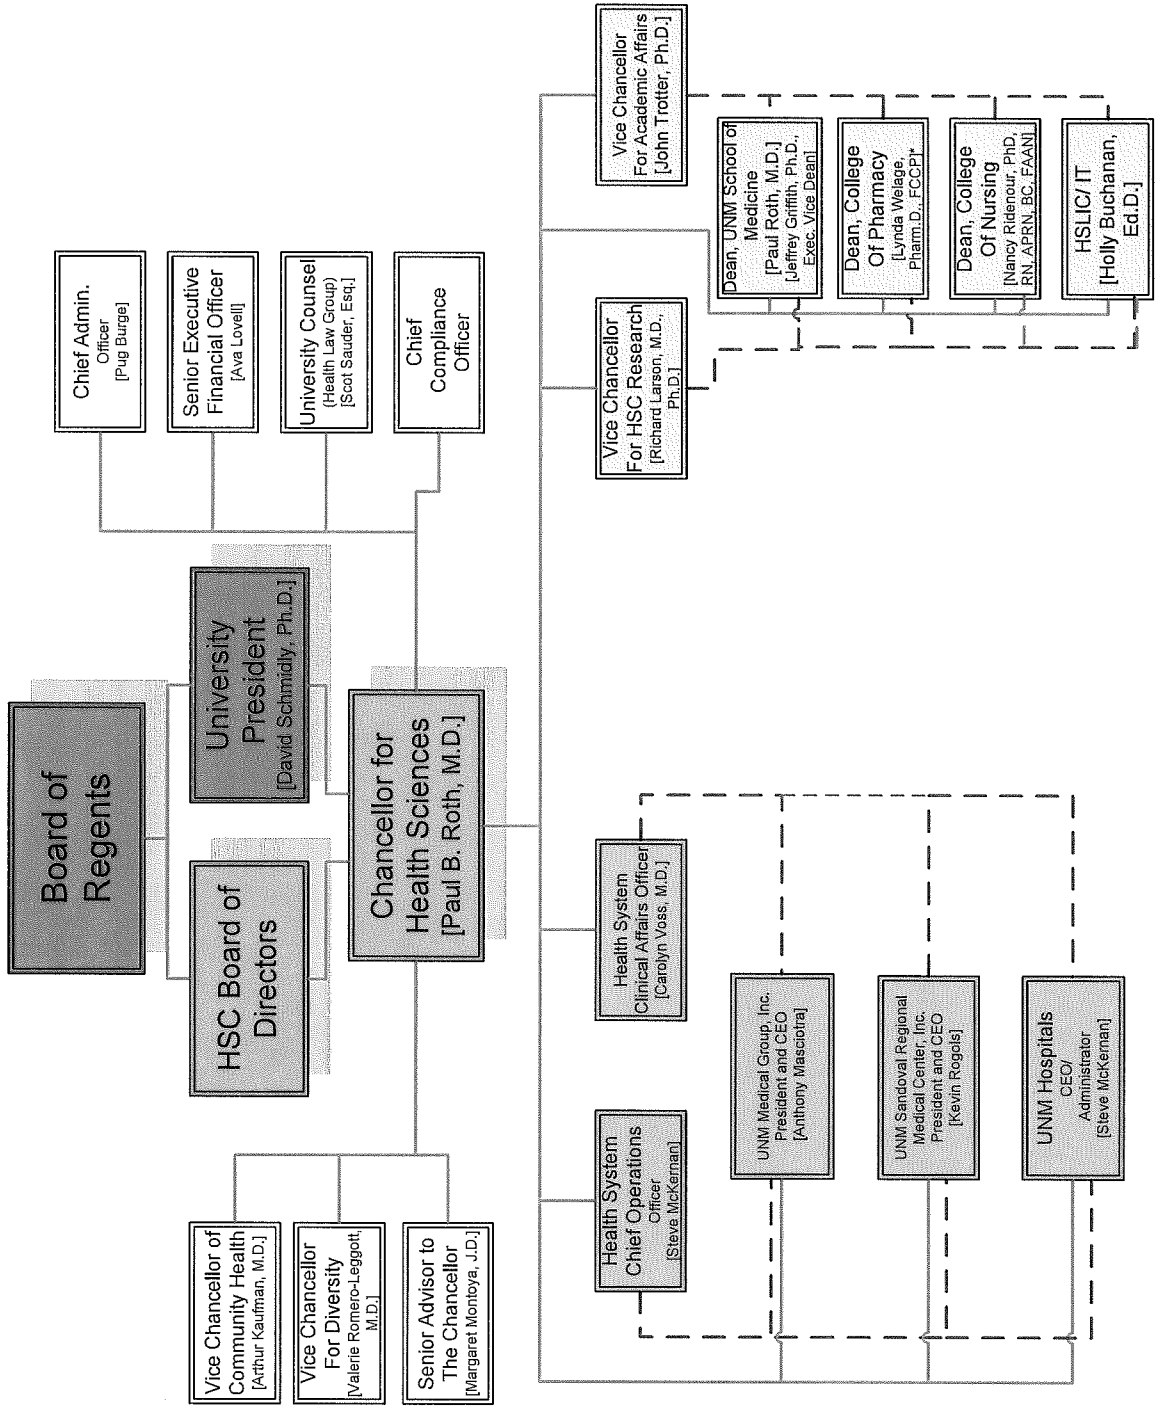 Board of
Regents
HSC Board of
Directors
University
President
[David Schmidly, Ph.D.]
Chancellor for
Health Sciences
[Paul B. Roth, M.D.]
Vice Chancellor of
Community Health
[Arthur Kaufman, M.D.]
Vice Chancellor
For Diversity
[Valerie Romero-Leggott,
M.D.]
Senior Advisor to
The Chancellor
[Margaret Montoya, J.D.]
Chief Admin.
Officer
[Pug Burge]
Senior Executive
Financial Officer
[Ava Lovell]
University Counsel
(Health Law Group)
[Scot Sauder, Esq.]
Chief
Compliance
Officer
Health System
Chief Operations
Officer
[Steve McKernan]
Health System
Clinical Affairs Officer
[Carolyn Voss, M.D.]
Vice Chancellor
For HSC Research
[Richard Larson, M.D.,
Ph.D.]
Vice Chancellor
For Academic Affairs
[John Trotter, Ph.D.]
UNM Medical Group, Inc.
President and CEO
[Anthony Masciotra]
UNM Sandoval Regional
Medical Center, Inc.
President and CEO
[Kevin Rogols]
UNM Hospitals
CEO/
Administrator
[Steve McKernan]
Dean, UNM School of
Medicine
[Paul Roth, M.D.]
[Jeffrey Griffith, Ph.D.,
Exec. Vice Dean]
Dean, College
Of Pharmacy
[Lynda Welage,
Pharm.D., FCCP]*
Dean, College
Of Nursing
[Nancy Ridenour, PhD,
RN, APRN, BC, FAAN]
HSLIC/ IT
[Holly Buchanan,
Ed.D.]